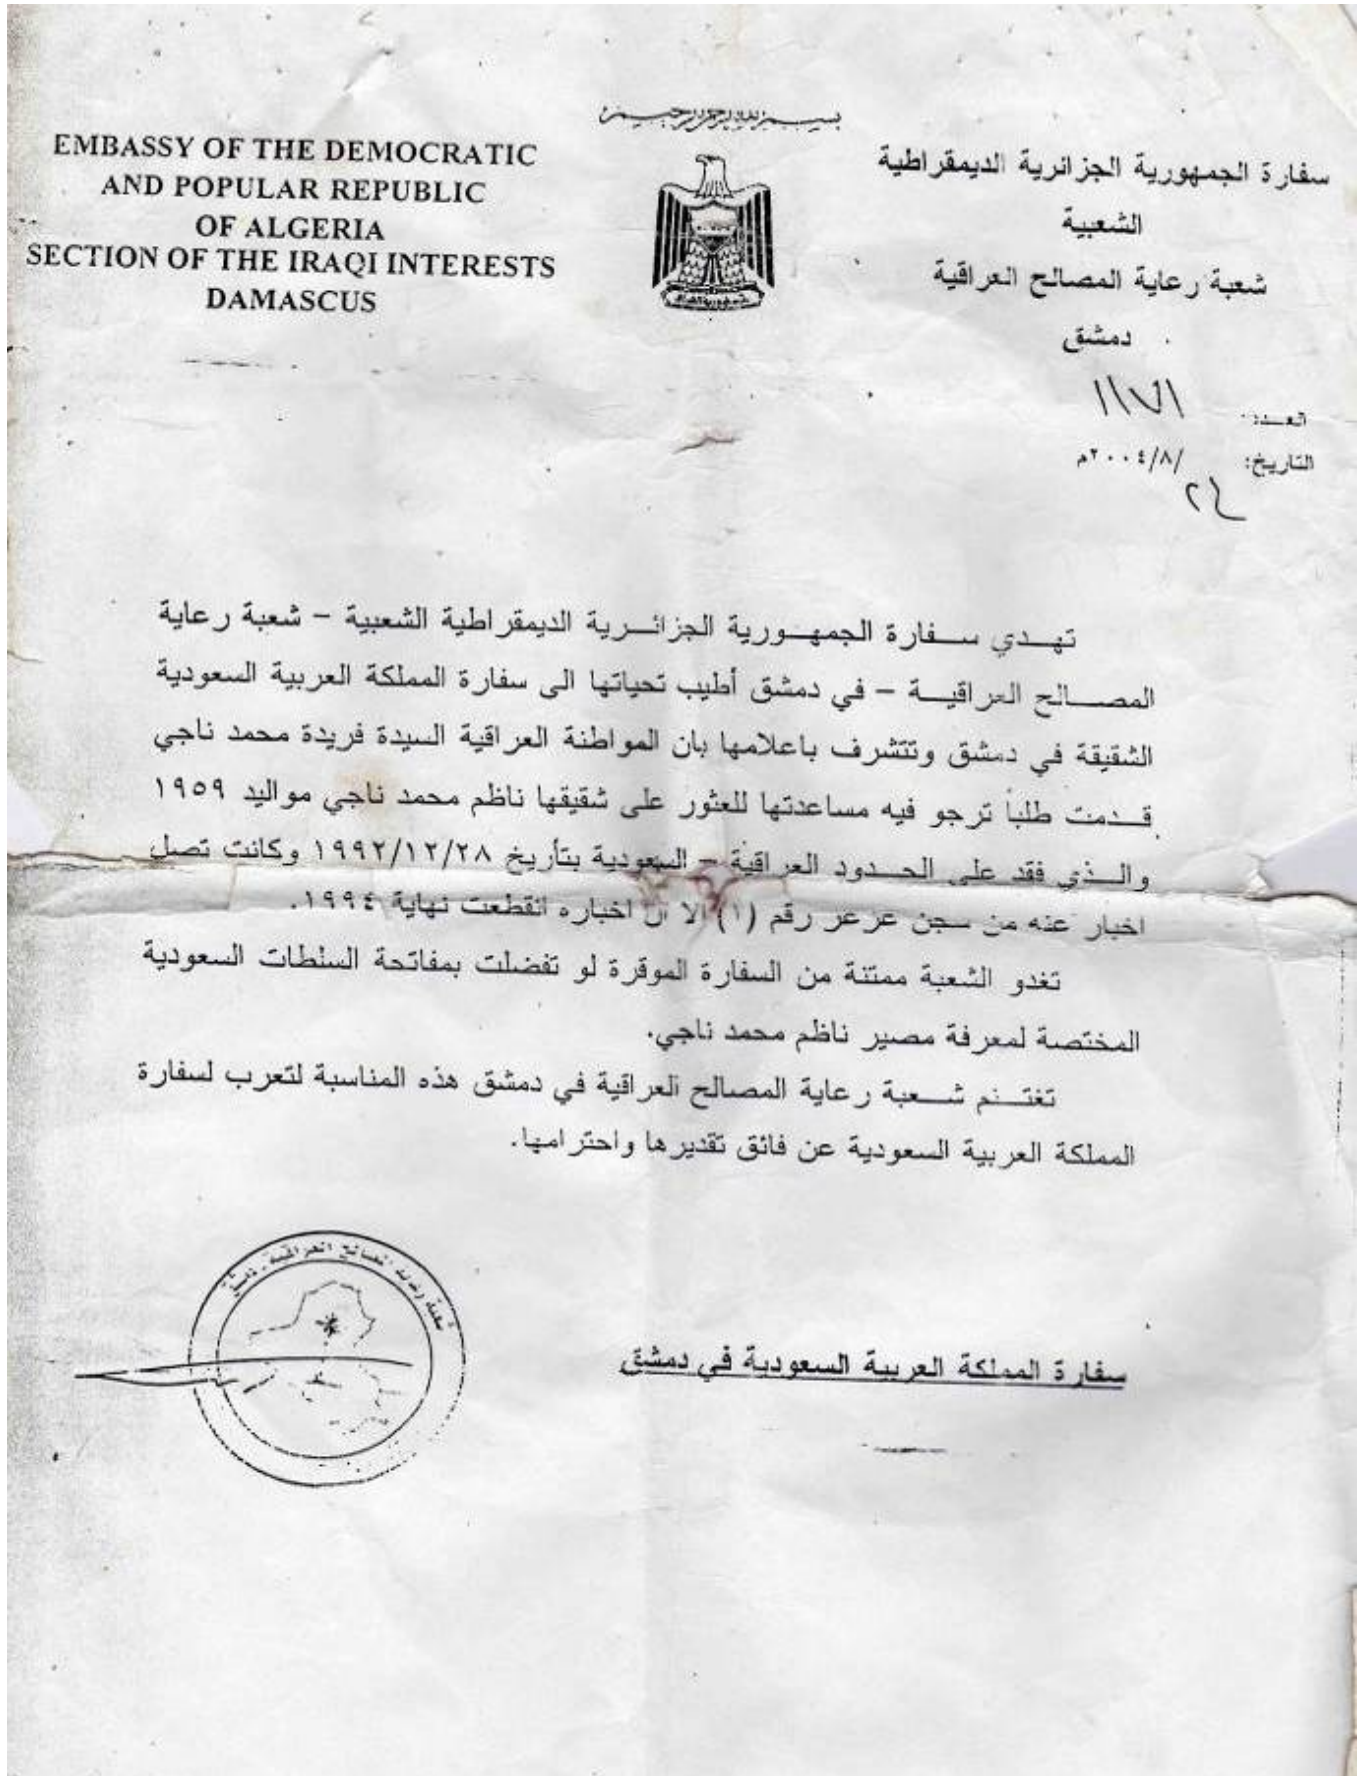 بسم الله الرحمن الرحيم
EMBASSY OF THE DEMOCRATIC
AND POPULAR REPUBLIC
OF ALGERIA
SECTION OF THE IRAQI INTERESTS
DAMASCUS
سفارة الجمهورية الجزائرية الديمقراطية
الشعبية
شعبة رعاية المصالح العراقية
دمشق
العدد: ١١٧١
التاريخ: ٢٤/٨/٢٠٠٤م
تهدي سفارة الجمهورية الجزائرية الديمقراطية الشعبية – شعبة رعاية
المصالح العراقية – في دمشق أطيب تحياتها الى سفارة المملكة العربية السعودية
الشقيقة في دمشق وتتشرف باعلامها بان المواطنة العراقية السيدة فريدة محمد ناجي
قدمت طلباً ترجو فيه مساعدتها للعثور على شقيقها ناظم محمد ناجي مواليد ١٩٥٩
والذي فقد على الحدود العراقية – السعودية بتأريخ ١٩٩٢/١٢/٢٨ وكانت تصل
اخبار عنه من سجن عرعر رقم (١) الا ان اخباره انقطعت نهاية ١٩٩٤.
تغدو الشعبة ممتنة من السفارة الموقرة لو تفضلت بمفاتحة السلطات السعودية
المختصة لمعرفة مصير ناظم محمد ناجي.
تغتنم شعبة رعاية المصالح العراقية في دمشق هذه المناسبة لتعرب لسفارة
المملكة العربية السعودية عن فائق تقديرها واحترامها.
شعبة رعاية المصالح العراقية - دمشق
سفارة المملكة العربية السعودية في دمشق